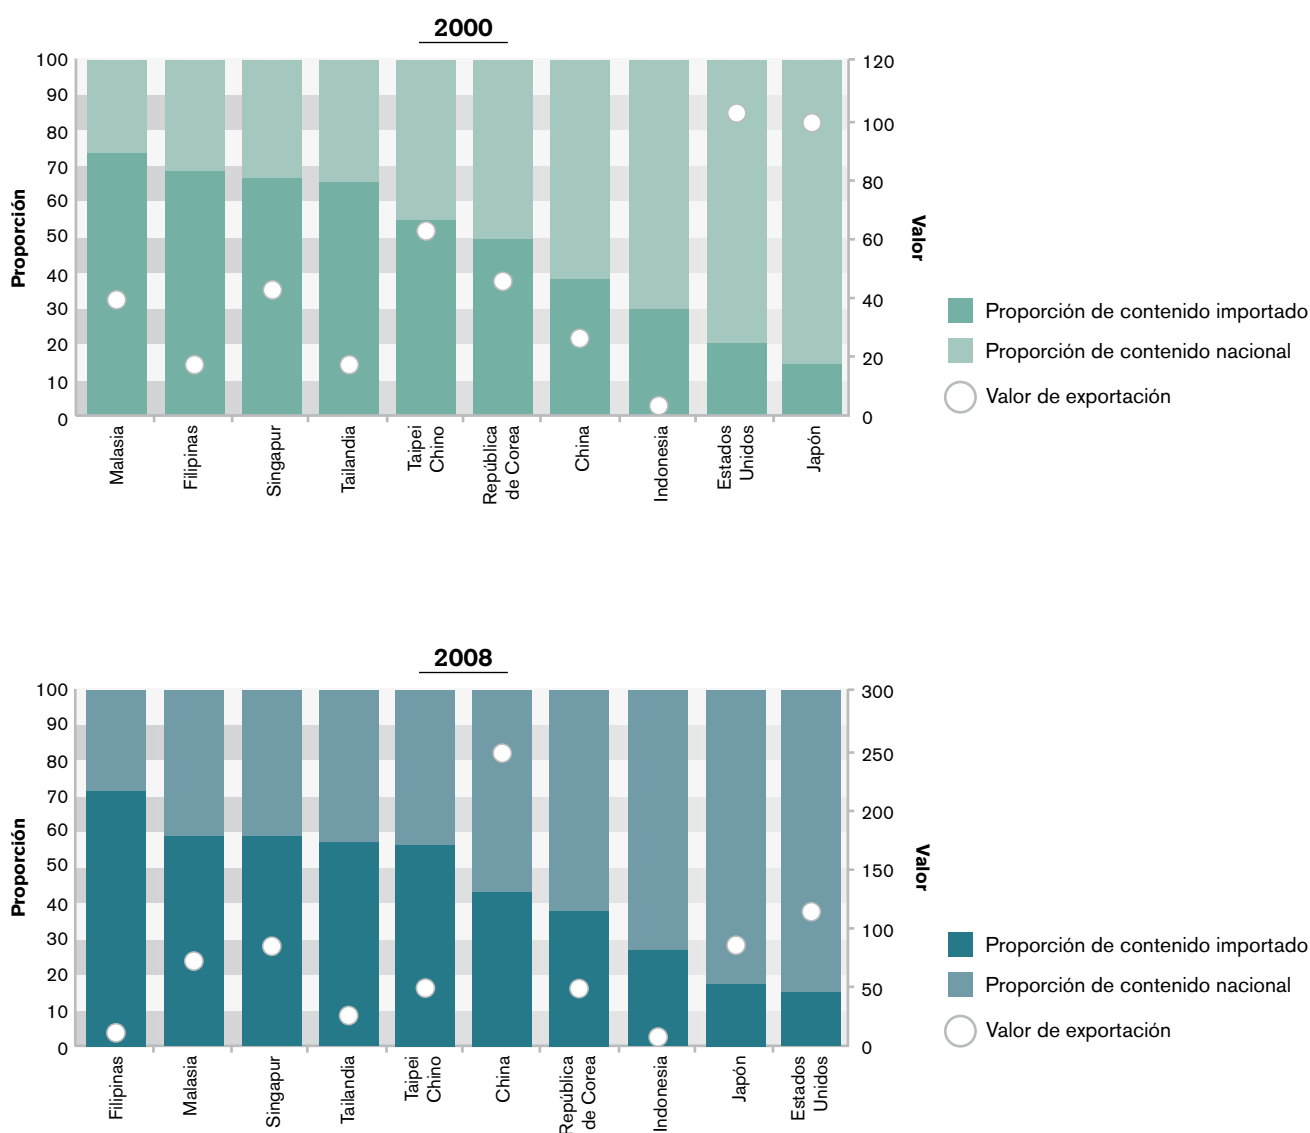 2000
100
90
80
70
60
50
40
30
20
10
0
Proporción
120
100
80
60
40
20
0
Valor
Malasia
Filipinas
Singapur
Tailandia
Taipei
Chino
República
de Corea
China
Indonesia
Estados
Unidos
Japón
Proporción de contenido importado
Proporción de contenido nacional
Valor de exportación
2008
100
90
80
70
60
50
40
30
20
10
0
Proporción
300
250
200
150
100
50
0
Valor
Filipinas
Malasia
Singapur
Tailandia
Taipei
Chino
China
República
de Corea
Indonesia
Japón
Estados
Unidos
Proporción de contenido importado
Proporción de contenido nacional
Valor de exportación